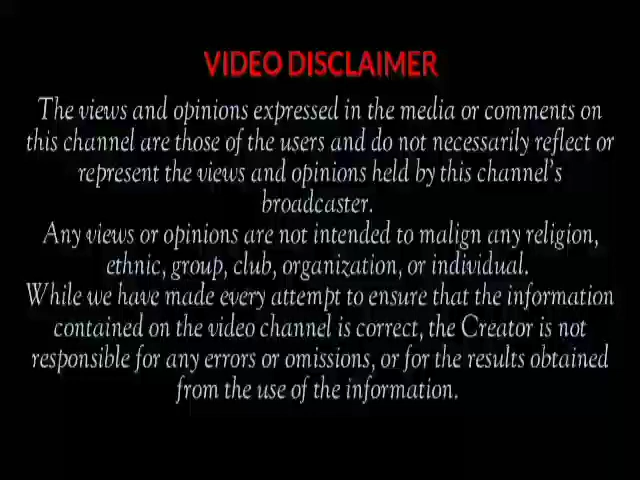 VIDEO DISCLAIMER
The views and opinions expressed in the media or comments on
this channel are those of the users and do not necessarily reflect or
represent the views and opinions held by this channel's
broadcaster.
Any views or opinions are not intended to malign any religion,
ethnic, group, club, organization, or individual.
While we have made every attempt to ensure that the information
contained on the video channel is correct, the Creator is not
responsible for any errors or omissions, or for the results obtained
from the use of the information.